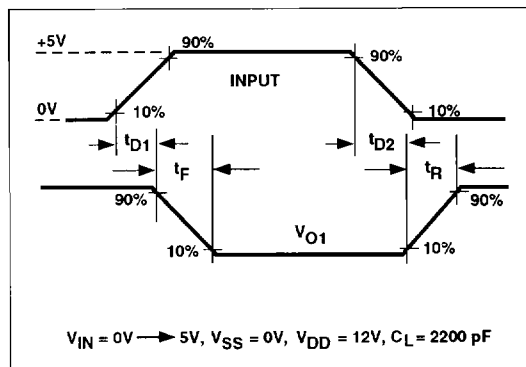 +5V
90%
90%
INPUT
0V
10%
10%
tD1
tF
tD2
tR
90%
90%
10%
VO1
10%
VIN = 0V → 5V, VSS = 0V, VDD = 12V, CL = 2200 pF